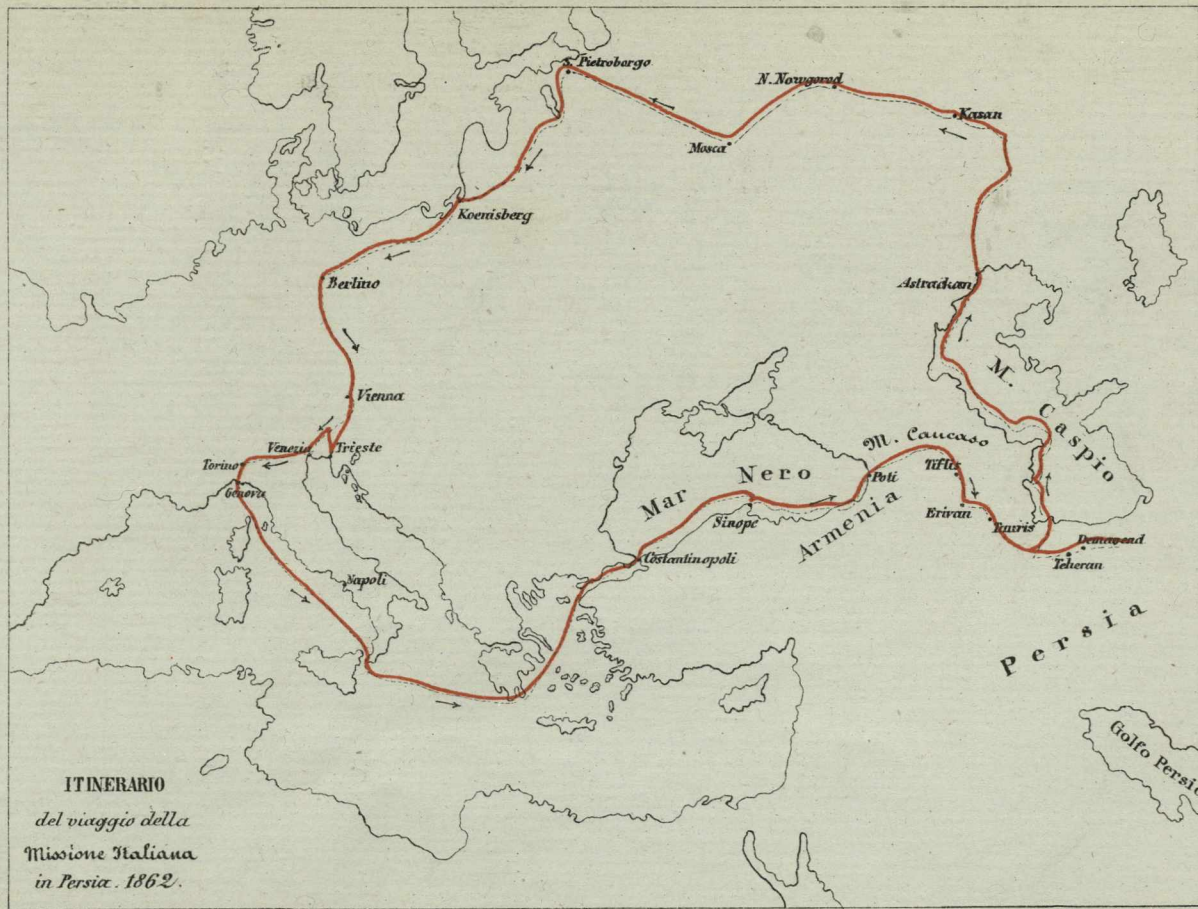 S. Pietroborgo
N. Nowgorod
Kasan
Mosca
Koenisberg
Berlino
Astrackan
Vienna
M.
Caspio
Venezia
Trieste
Torino
Genova
M. Caucaso
Tiflis
Poti
Mar Nero
Sinope
Armenia
Erivan
Tauris
Costantinopoli
Demavend
Teheran
Napoli
Persia
Golfo Persic
ITINERARIO
del viaggio della
Missione Italiana
in Persia. 1862.